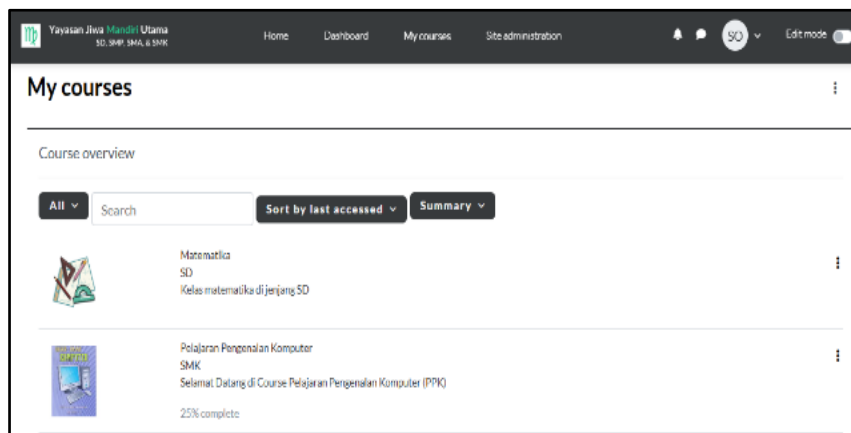 Yayasan Jiwa Mandiri Utama
SD, SMP, SMA, & SMK
Home Dashboard My courses Site administration SO Edit mode
My courses
Course overview
All Search Sort by last accessed Summary
Matematika
SD
Kelas matematika di jenjang SD
Pelajaran Pengenalan Komputer
SMK
Selamat Datang di Course Pelajaran Pengenalan Komputer (PPK)
25% complete